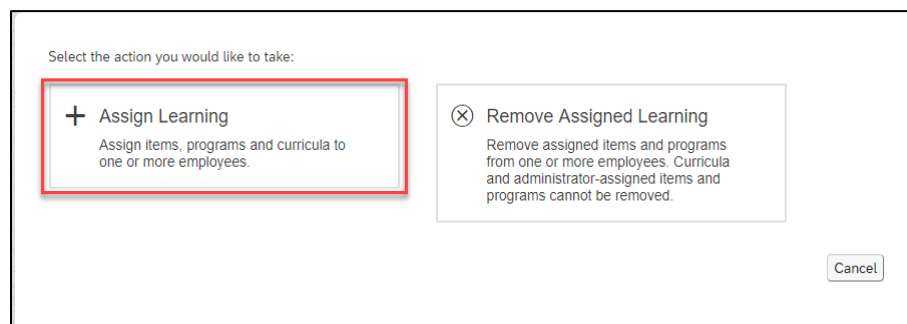 Select the action you would like to take:
Assign Learning
Assign items, programs and curricula to
one or more employees.
Remove Assigned Learning
Remove assigned items and programs
from one or more employees. Curricula
and administrator-assigned items and
programs cannot be removed.
Cancel